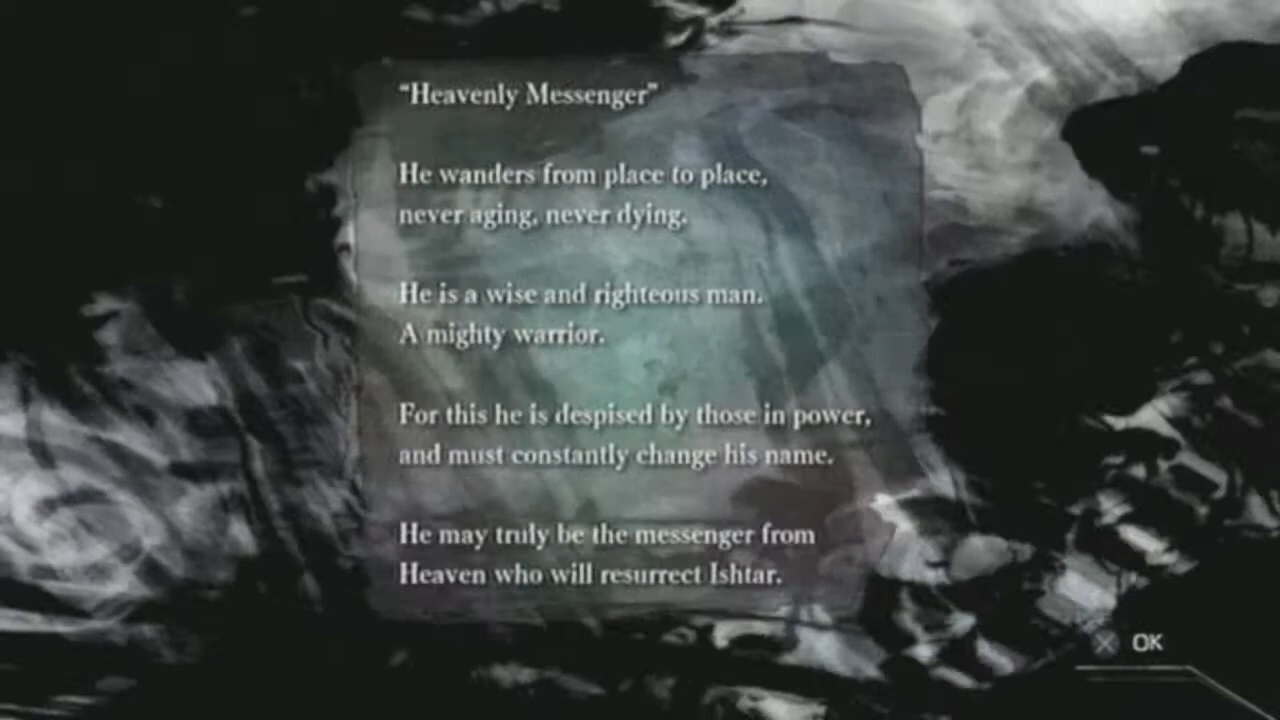 “Heavenly Messenger”
He wanders from place to place,
never aging, never dying.
He is a wise and righteous man.
A mighty warrior.
For this he is despised by those in power,
and must constantly change his name.
He may truly be the messenger from
Heaven who will resurrect Ishtar.
OK